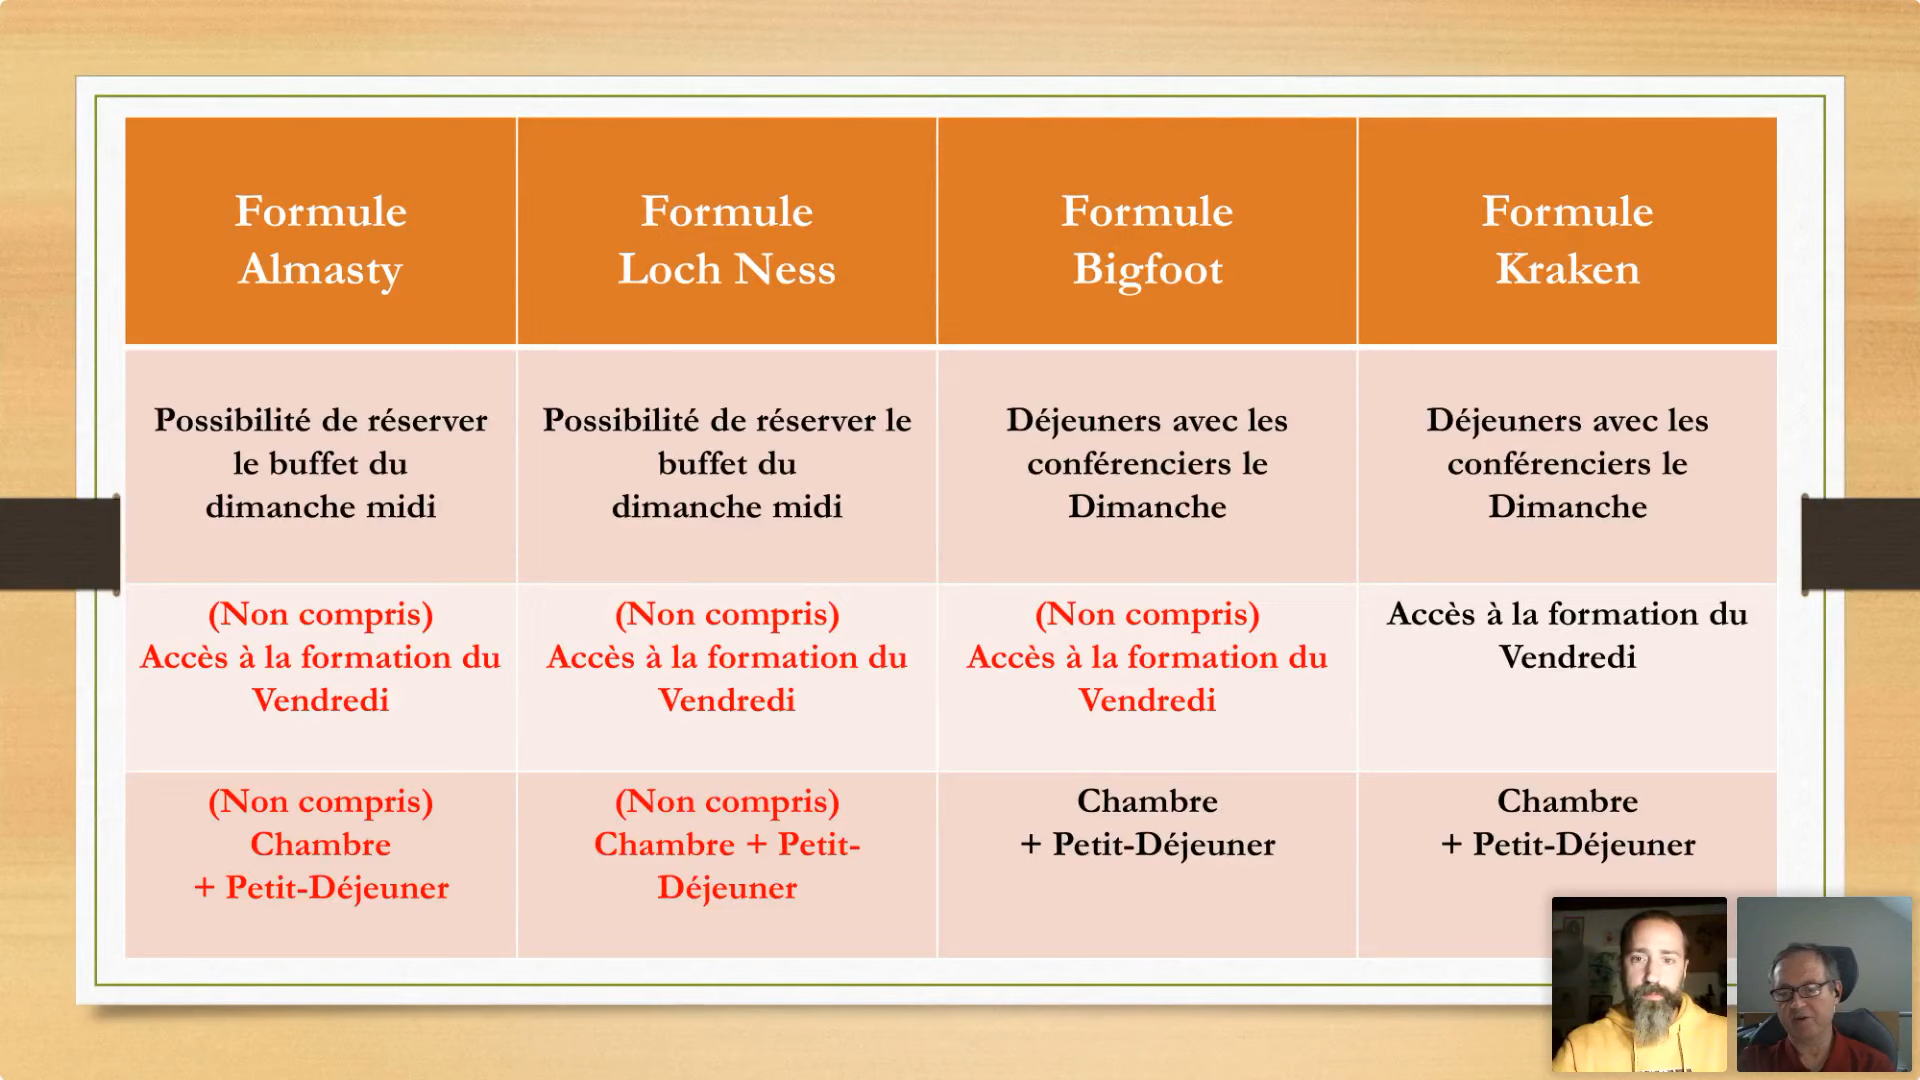 Formule
Almasty
Formule
Loch Ness
Formule
Bigfoot
Formule
Kraken
Possibilité de réserver
le buffet du
dimanche midi
Possibilité de réserver le
buffet du
dimanche midi
Déjeuners avec les
conférenciers le
Dimanche
Déjeuners avec les
conférenciers le
Dimanche
(Non compris)
Accès à la formation du
Vendredi
(Non compris)
Accès à la formation du
Vendredi
(Non compris)
Accès à la formation du
Vendredi
Accès à la formation du
Vendredi
(Non compris)
Chambre
+ Petit-Déjeuner
(Non compris)
Chambre + Petit-
Déjeuner
Chambre
+ Petit-Déjeuner
Chambre
+ Petit-Déjeuner